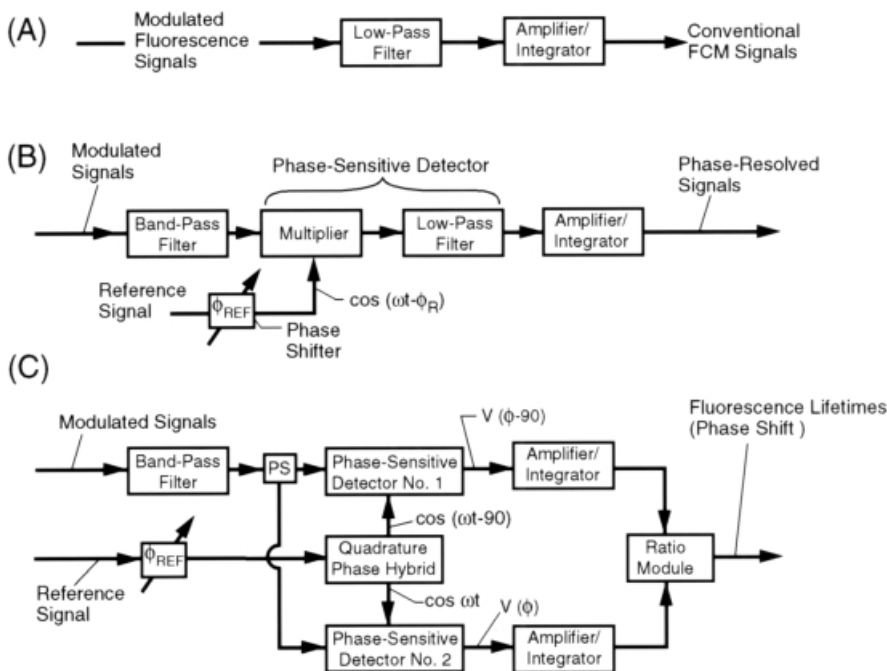 (A)
Modulated
Fluorescence
Signals
Low-Pass
Filter
Amplifier/
Integrator
Conventional
FCM Signals
(B)
Modulated
Signals
Phase-Sensitive Detector
Phase-Resolved
Signals
Band-Pass
Filter
Multiplier
Low-Pass
Filter
Amplifier/
Integrator
Reference
Signal
ϕREF
cos (ωt-ϕR)
Phase
Shifter
(C)
Modulated Signals
V (ϕ-90)
Fluorescence Lifetimes
(Phase Shift )
Band-Pass
Filter
PS
Phase-Sensitive
Detector No. 1
Amplifier/
Integrator
cos (ωt-90)
Reference
Signal
ϕREF
Quadrature
Phase Hybrid
Ratio
Module
cos ωt
V (ϕ)
Phase-Sensitive
Detector No. 2
Amplifier/
Integrator